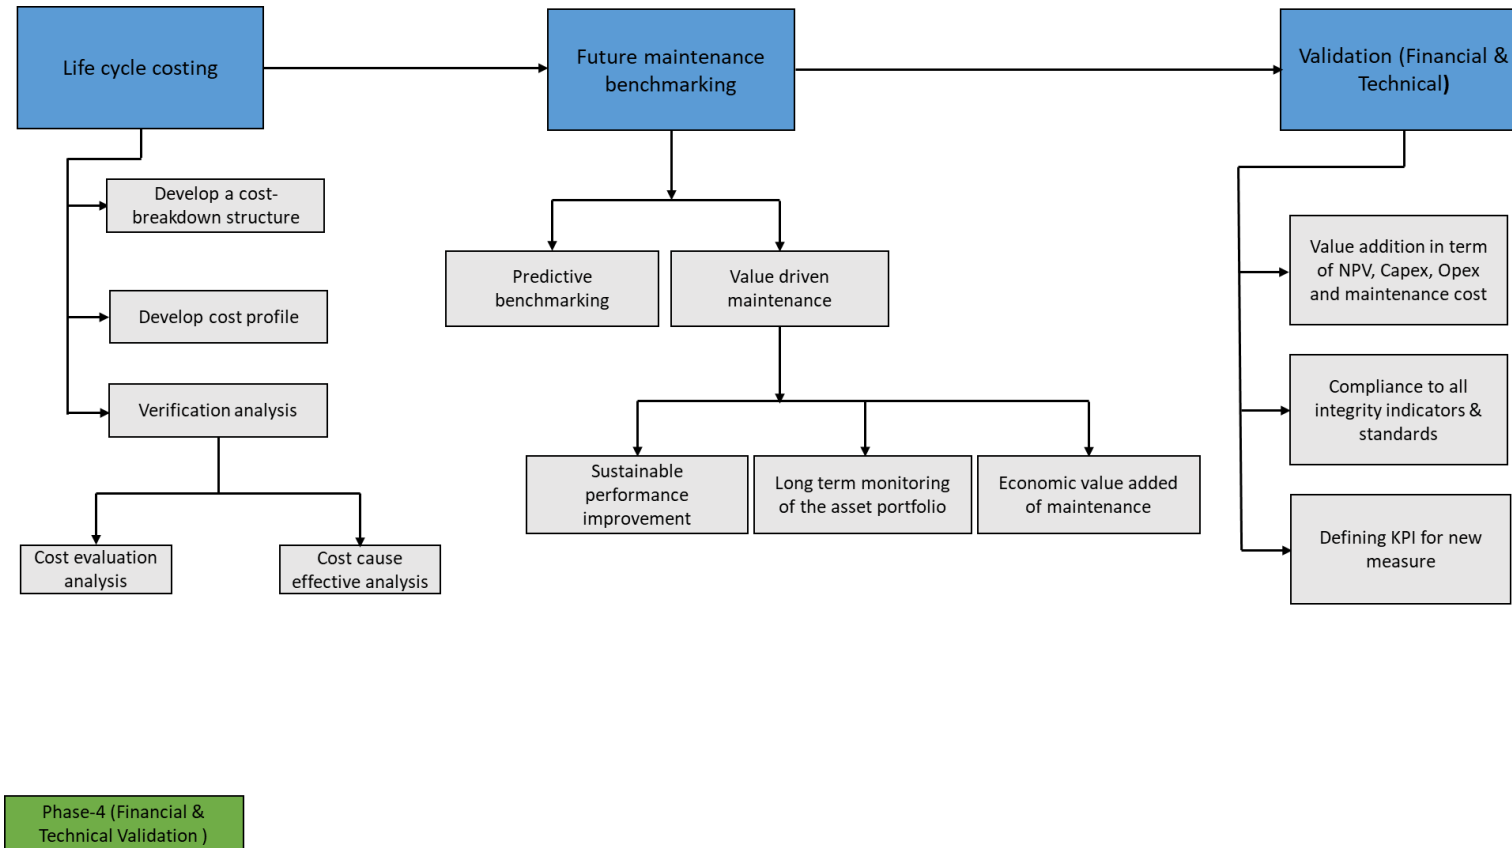 Life cycle costing
Future maintenance
benchmarking
Validation (Financial &
Technical)
Develop a cost-
breakdown structure
Develop cost profile
Verification analysis
Cost evaluation
analysis
Cost cause
effective analysis
Predictive
benchmarking
Value driven
maintenance
Sustainable
performance
improvement
Long term monitoring
of the asset portfolio
Economic value added
of maintenance
Value addition in term
of NPV, Capex, Opex
and maintenance cost
Compliance to all
integrity indicators &
standards
Defining KPI for new
measure
Phase-4 (Financial &
Technical Validation )